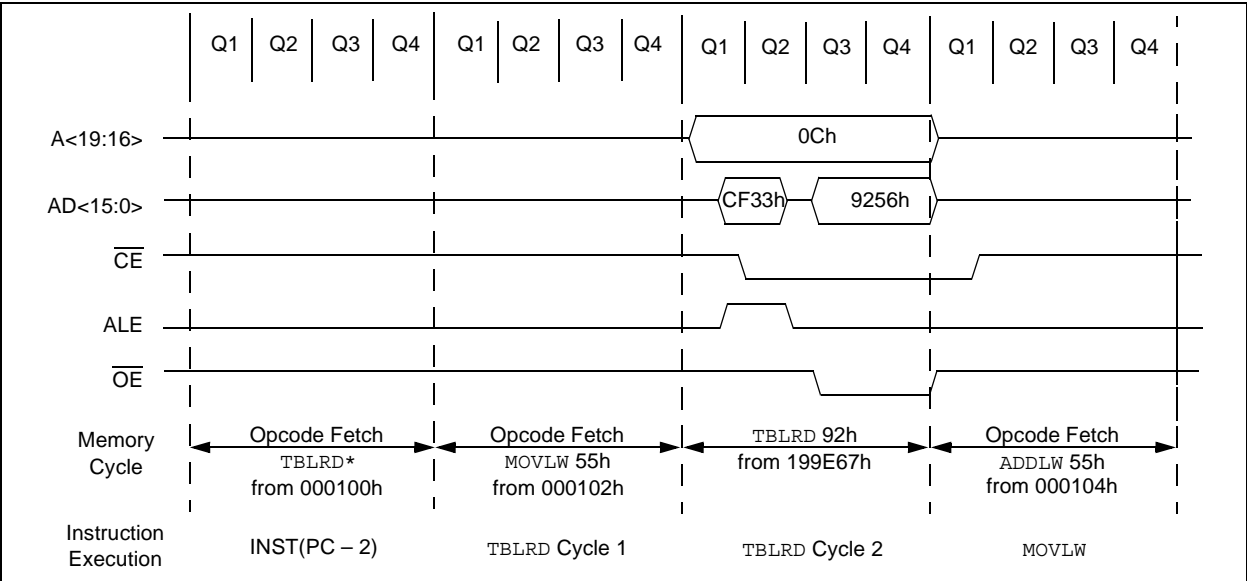 Q1 Q2 Q3 Q4 Q1 Q2 Q3 Q4 Q1 Q2 Q3 Q4 Q1 Q2 Q3 Q4
A<19:16> 0Ch
AD<15:0> CF33h 9256h
CE
ALE
OE
Memory
Cycle
Opcode Fetch
TBLRD*
from 000100h
Opcode Fetch
MOVLW 55h
from 000102h
TBLRD 92h
from 199E67h
Opcode Fetch
ADDLW 55h
from 000104h
Instruction
Execution
INST(PC – 2)
TBLRD Cycle 1
TBLRD Cycle 2
MOVLW